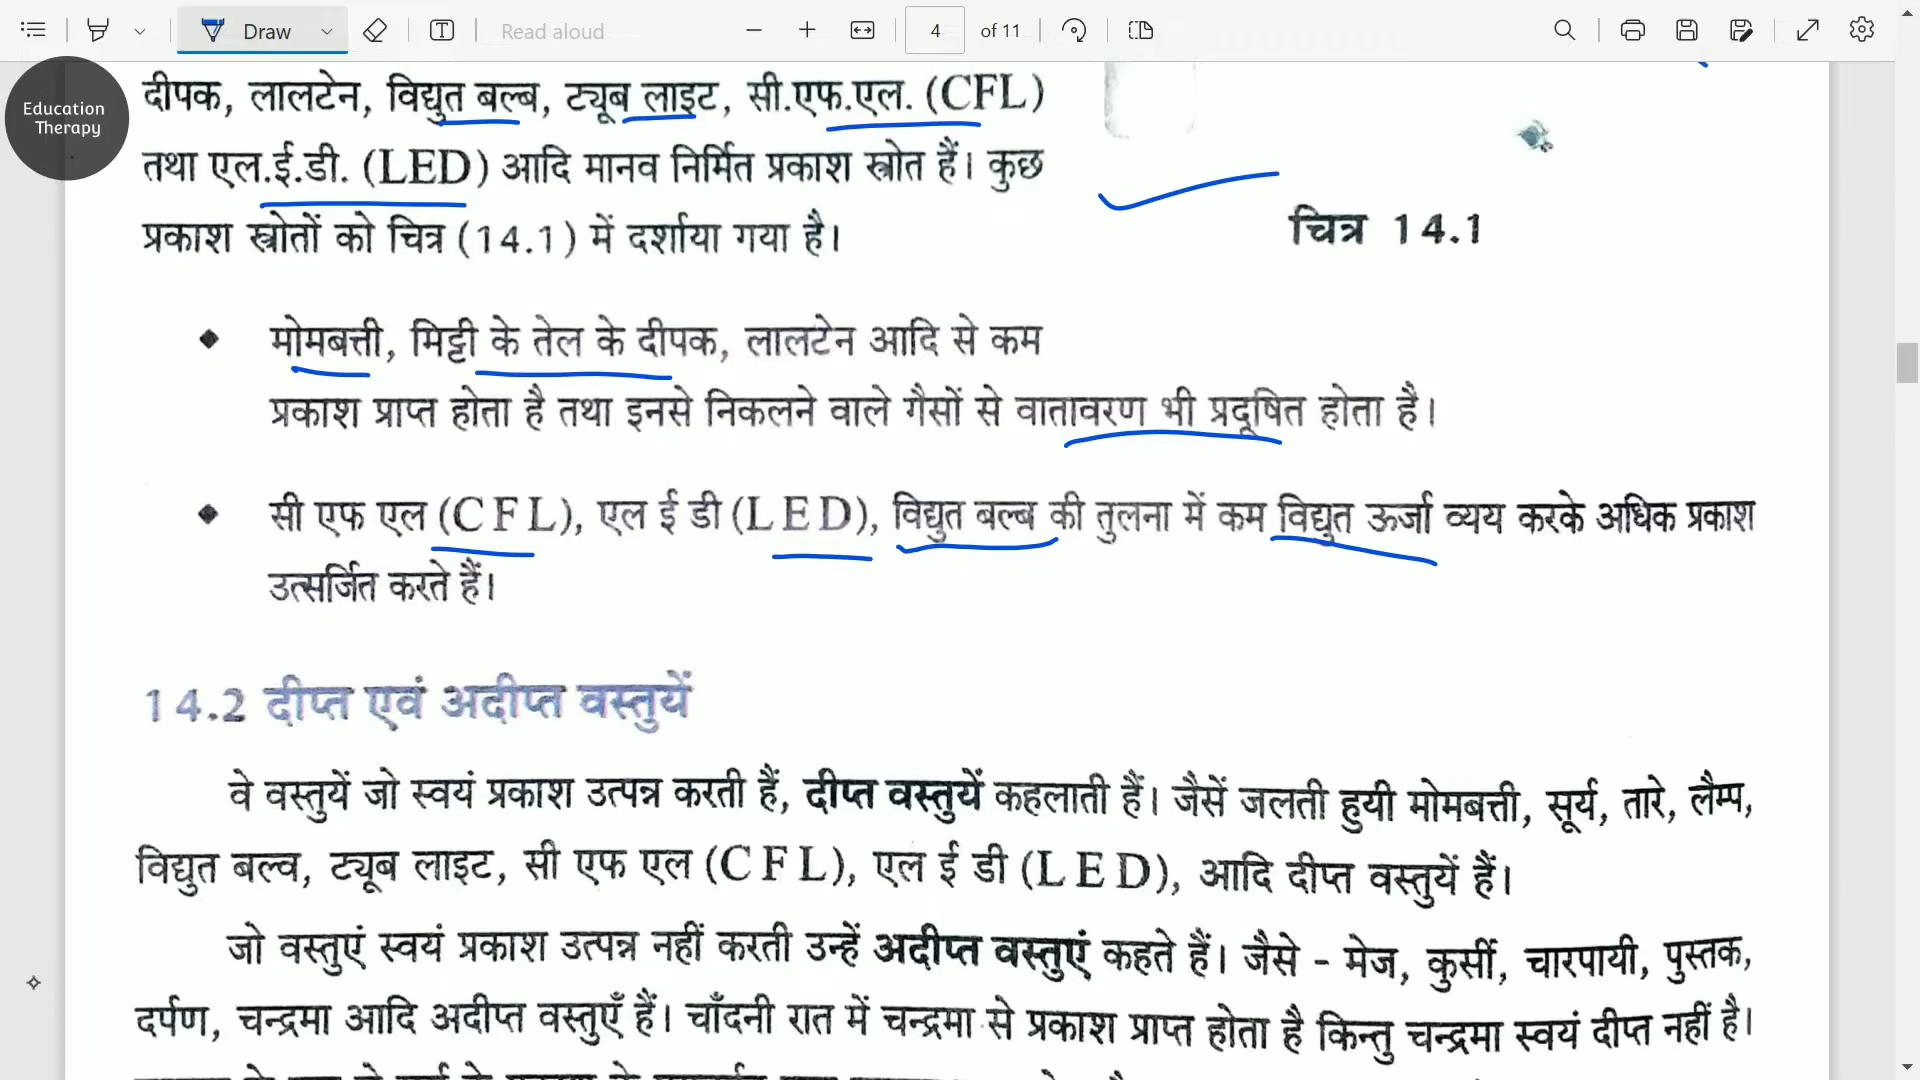 Draw
Read aloud
4 of 11
Education
Therapy
दीपक, लालटेन, विद्युत बल्ब, ट्यूब लाइट, सी.एफ.एल. (CFL)
तथा एल.ई.डी. (LED) आदि मानव निर्मित प्रकाश स्त्रोत हैं। कुछ
प्रकाश स्त्रोतों को चित्र (14.1) में दर्शाया गया है।
चित्र 14.1
◆ मोमबत्ती, मिट्टी के तेल के दीपक, लालटेन आदि से कम
प्रकाश प्राप्त होता है तथा इनसे निकलने वाले गैसों से वातावरण भी प्रदूषित होता है।
◆ सी एफ एल (CFL), एल ई डी (LED), विद्युत बल्ब की तुलना में कम विद्युत ऊर्जा व्यय करके अधिक प्रकाश
उत्सर्जित करते हैं।
14.2 दीप्त एवं अदीप्त वस्तुयें
वे वस्तुयें जो स्वयं प्रकाश उत्पन्न करती हैं, दीप्त वस्तुयें कहलाती हैं। जैसें जलती हुयी मोमबत्ती, सूर्य, तारे, लैम्प,
विद्युत बल्व, ट्यूब लाइट, सी एफ एल (CFL), एल ई डी (LED), आदि दीप्त वस्तुयें हैं।
जो वस्तुएं स्वयं प्रकाश उत्पन्न नहीं करती उन्हें अदीप्त वस्तुएं कहते हैं। जैसे - मेज, कुर्सी, चारपायी, पुस्तक,
दर्पण, चन्द्रमा आदि अदीप्त वस्तुएँ हैं। चाँदनी रात में चन्द्रमा से प्रकाश प्राप्त होता है किन्तु चन्द्रमा स्वयं दीप्त नहीं है।